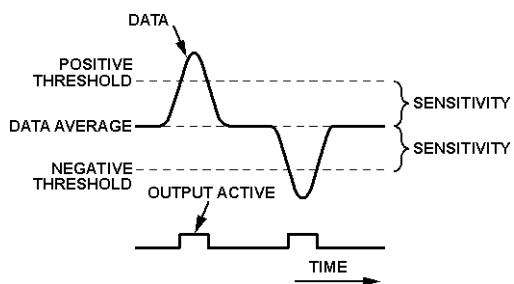 DATA
POSITIVE
THRESHOLD
SENSITIVITY
DATA AVERAGE
SENSITIVITY
NEGATIVE
THRESHOLD
OUTPUT ACTIVE
TIME